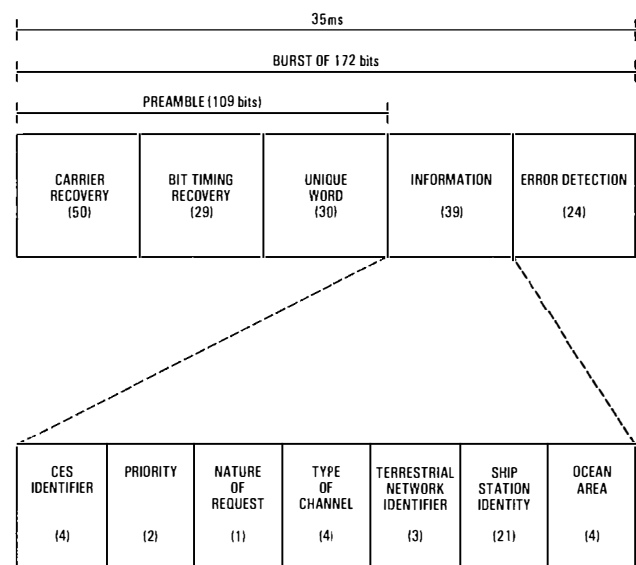 35ms
BURST OF 172 bits
PREAMBLE (109 bits)
CARRIER
RECOVERY
(50)
BIT TIMING
RECOVERY
(29)
UNIQUE
WORD
(30)
INFORMATION
(39)
ERROR DETECTION
(24)
CES
IDENTIFIER
(4)
PRIORITY
(2)
NATURE
OF
REQUEST
(1)
TYPE
OF
CHANNEL
(4)
TERRESTRIAL
NETWORK
IDENTIFIER
(3)
SHIP
STATION
IDENTITY
(21)
OCEAN
AREA
(4)